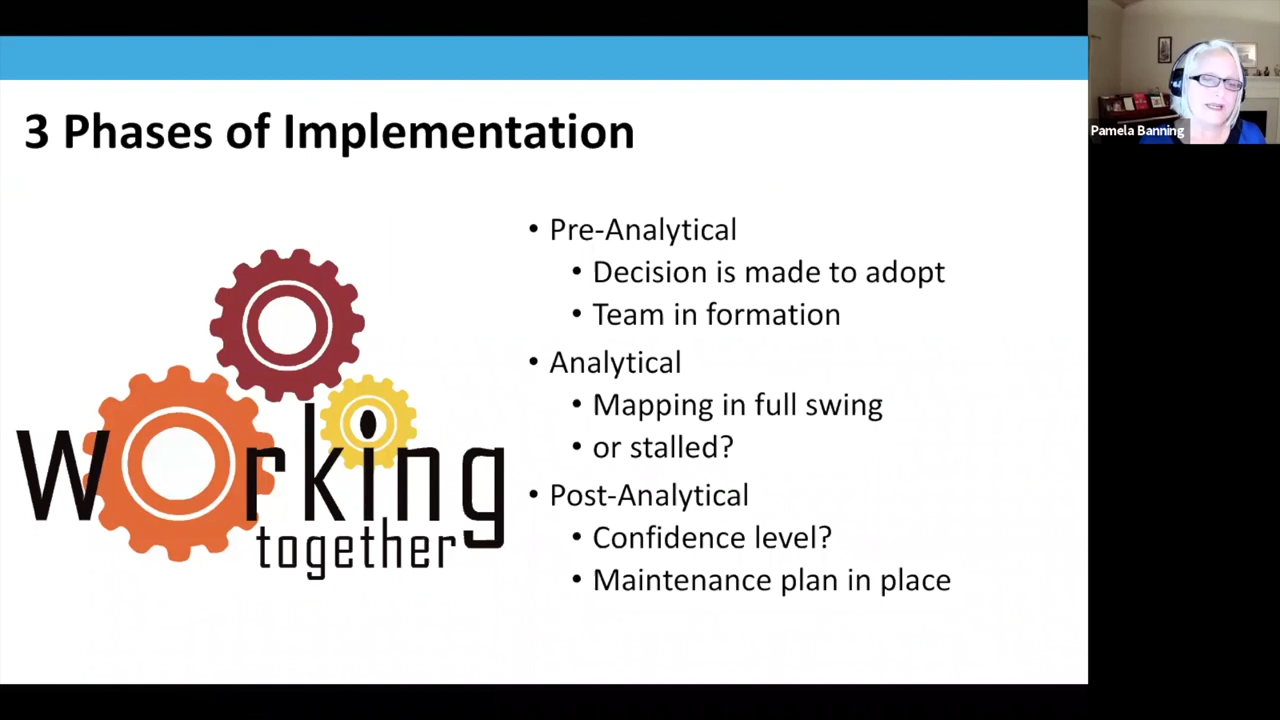 3 Phases of Implementation
working
together
• Pre-Analytical
• Decision is made to adopt
• Team in formation
• Analytical
• Mapping in full swing
• or stalled?
• Post-Analytical
• Confidence level?
• Maintenance plan in place
Pamela Banning